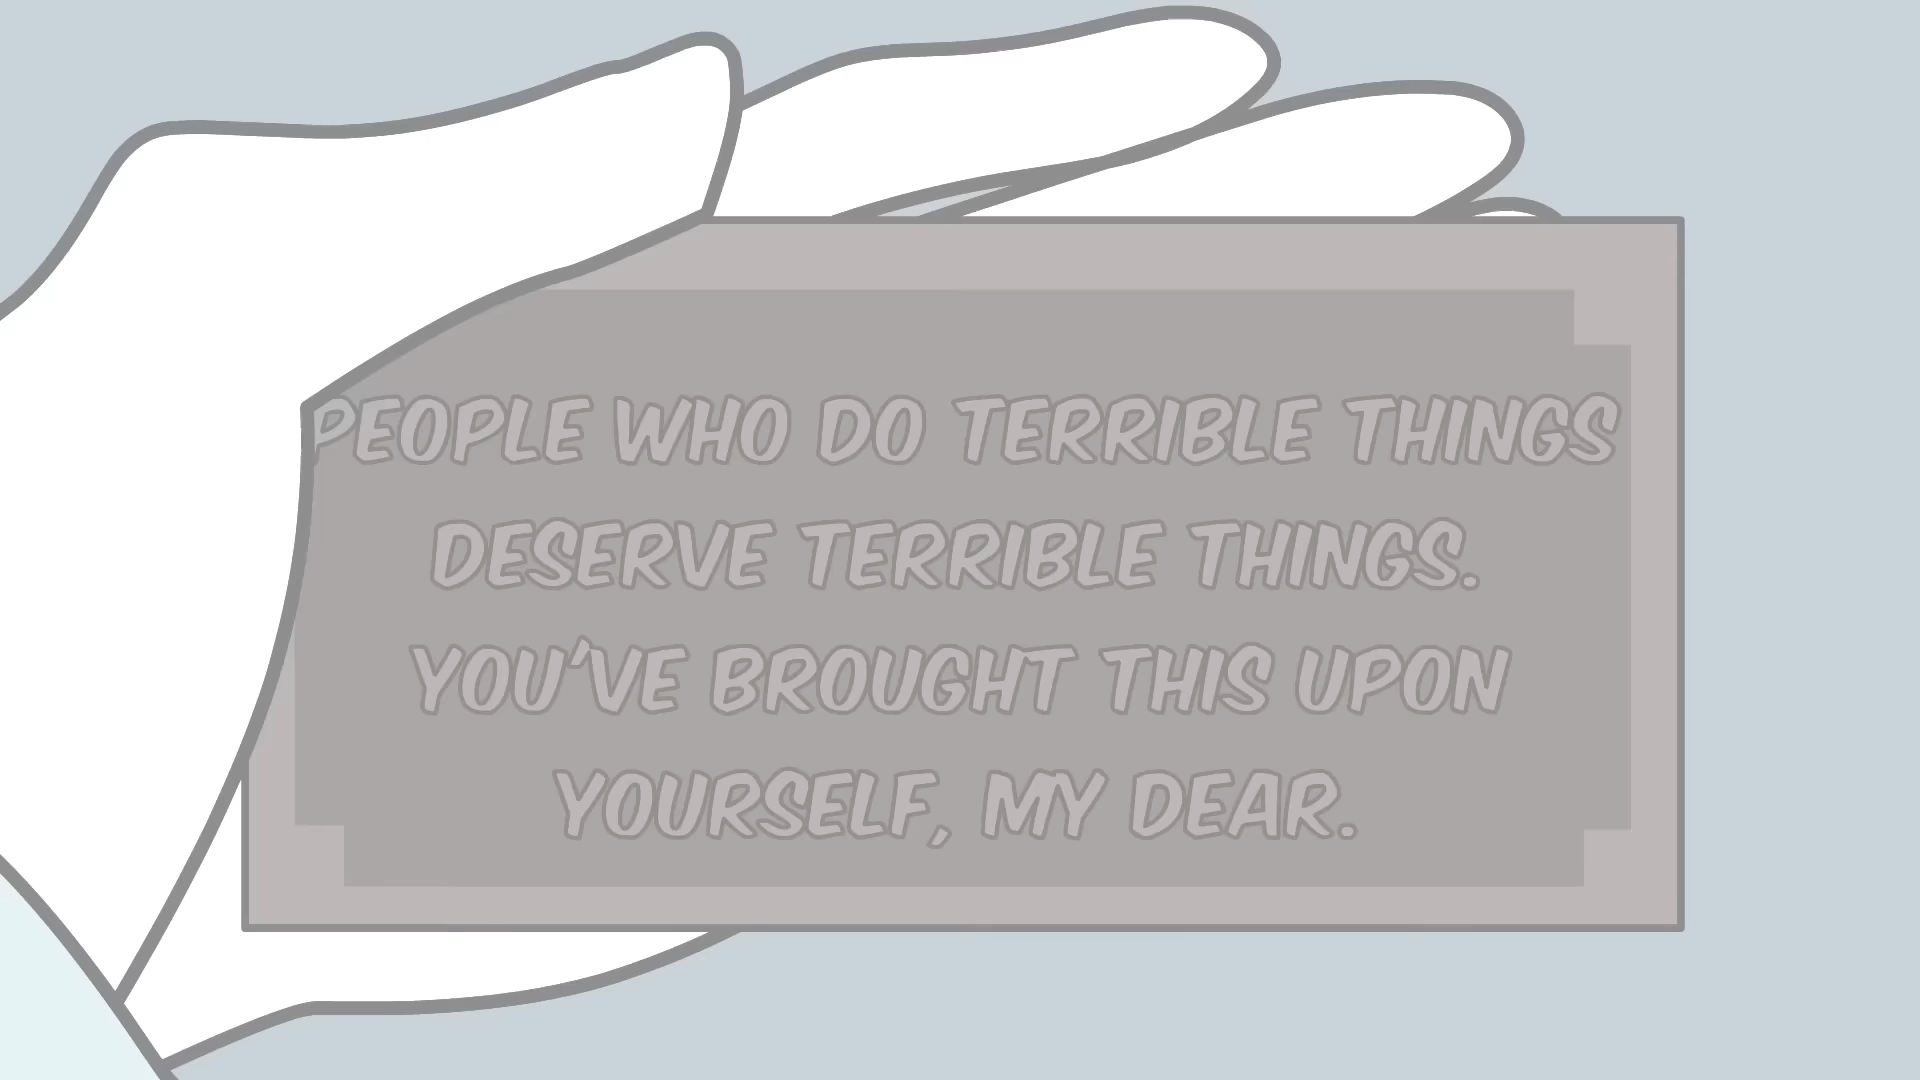 PEOPLE WHO DO TERRIBLE THINGS
DESERVE TERRIBLE THINGS.
YOU'VE BROUGHT THIS UPON
YOURSELF, MY DEAR.